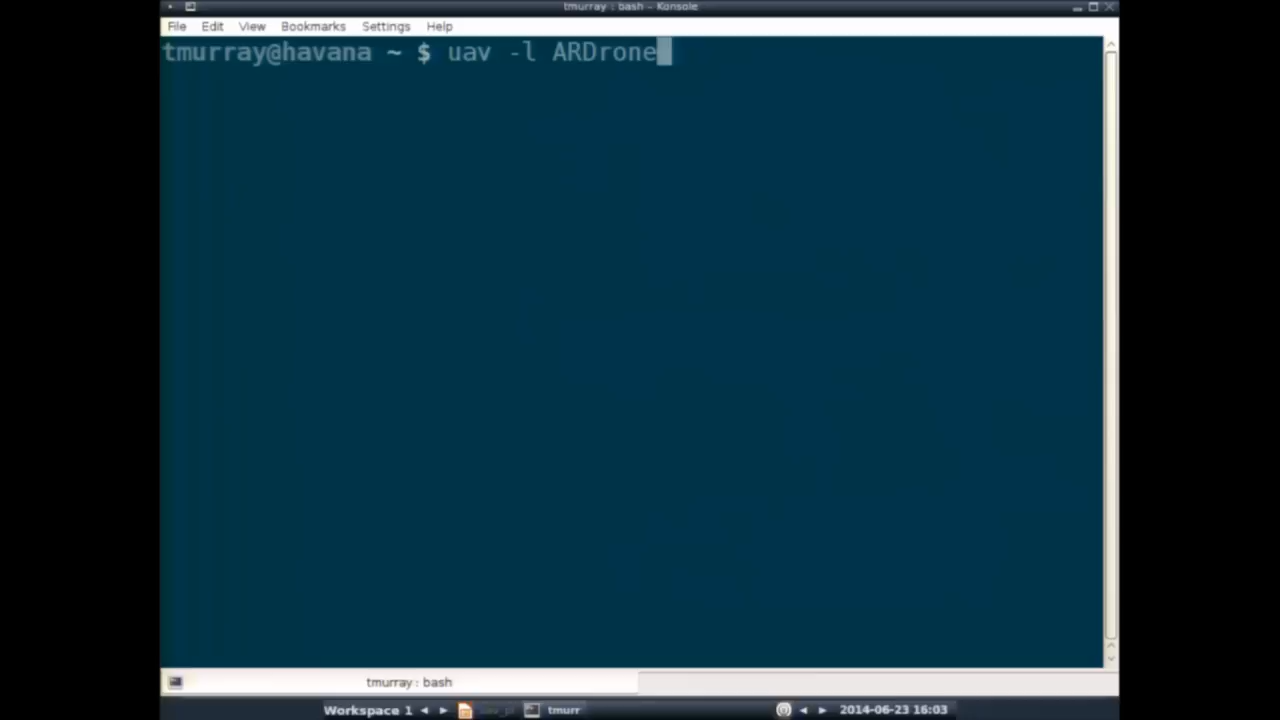 tmurray : bash – Konsole
File Edit View Bookmarks Settings Help
tmurray@havana ~ $ uav -l ARDrone
tmurray : bash
Workspace 1 tmurr 2014-06-23 16:03